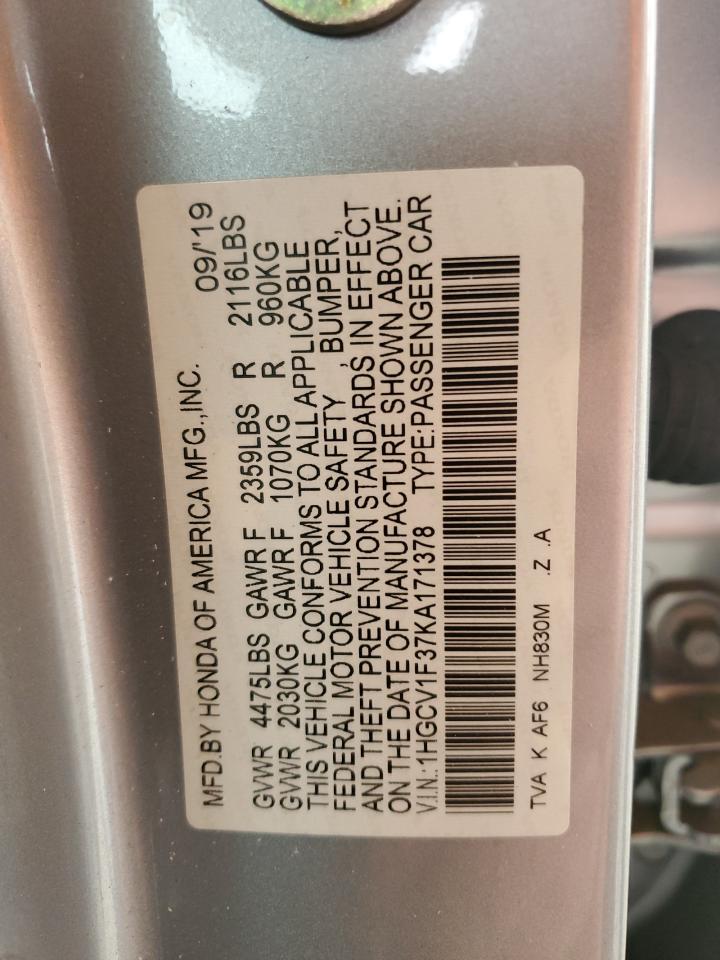 MFD.BY HONDA OF AMERICA MFG.,INC. 09/'19
GVWR 4475LBS GAWR F 2359LBS R 2116LBS
GVWR 2030KG GAWR F 1070KG R 960KG
THIS VEHICLE CONFORMS TO ALL APPLICABLE
FEDERAL MOTOR VEHICLE SAFETY , BUMPER,
AND THEFT PREVENTION STANDARDS IN EFFECT
ON THE DATE OF MANUFACTURE SHOWN ABOVE.
V.I.N.:1HGCV1F37KA171378 TYPE:PASSENGER CAR
TVA K AF6 NH830M .Z .A